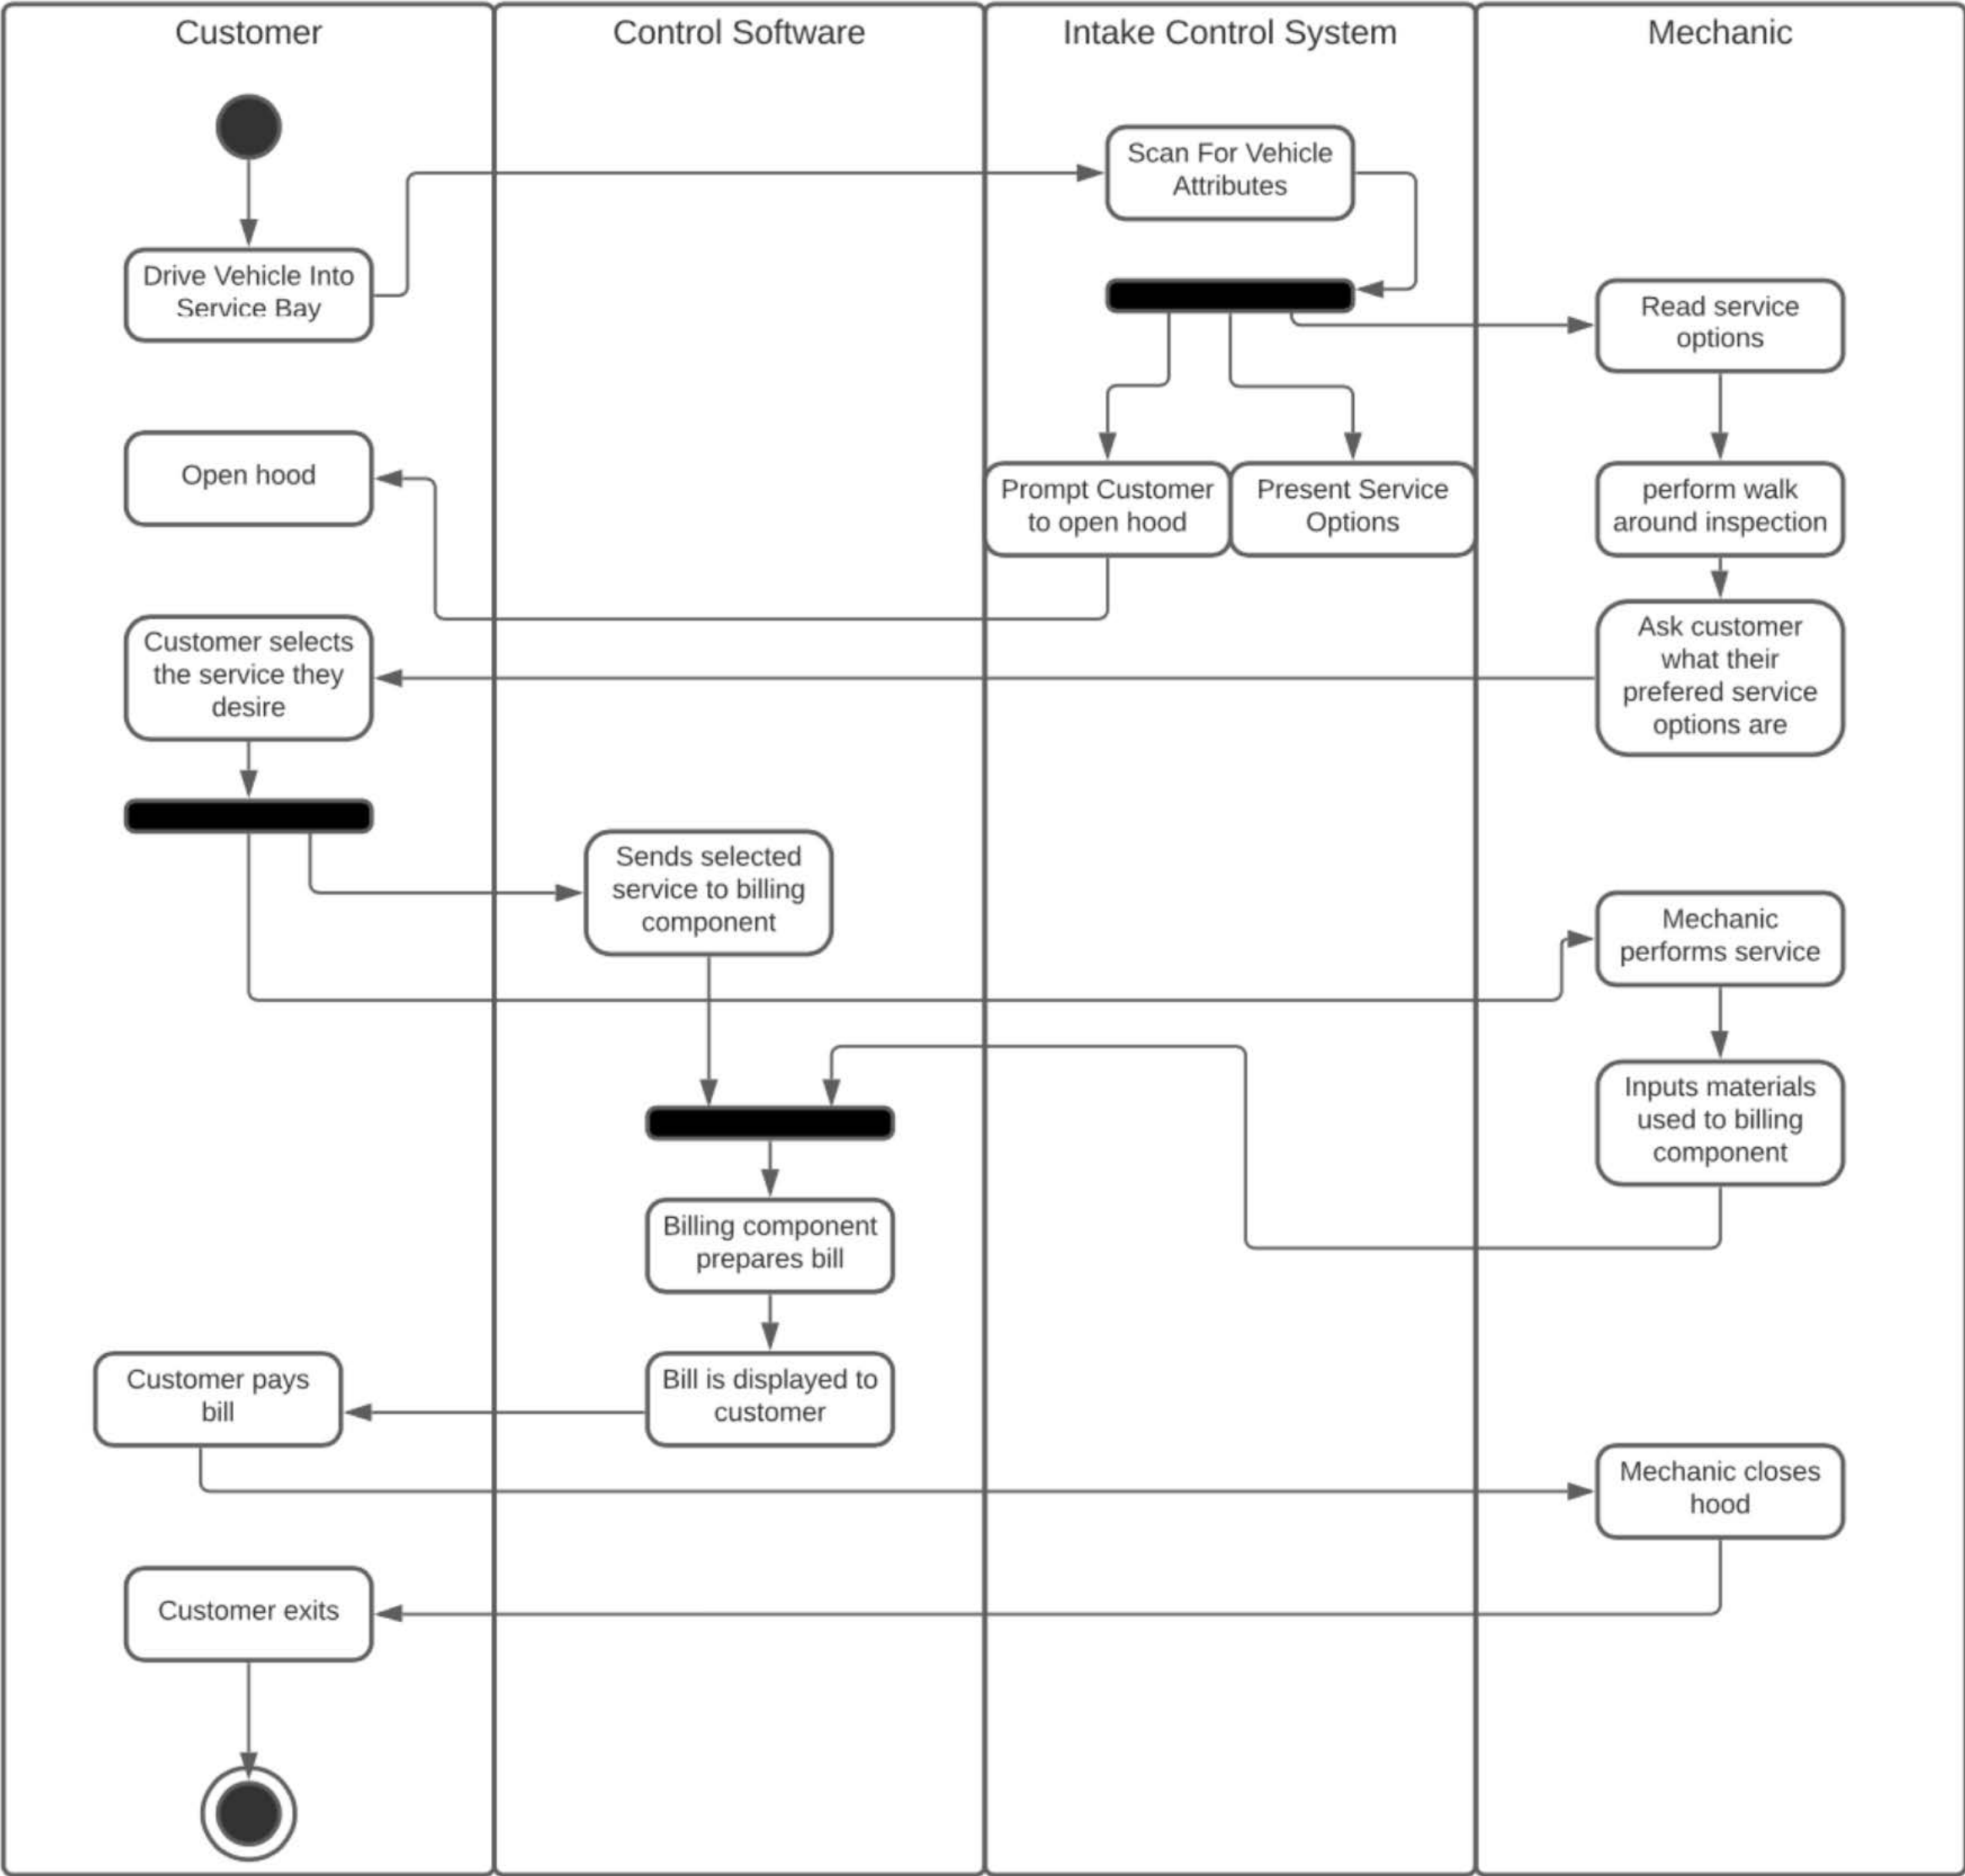 Customer
Control Software
Intake Control System
Mechanic
Scan For Vehicle
Attributes
Drive Vehicle Into
Service Bay
Read service
options
Open hood
Prompt Customer
to open hood
Present Service
Options
perform walk
around inspection
Customer selects
the service they
desire
Ask customer
what their
prefered service
options are
Sends selected
service to billing
component
Mechanic
performs service
Inputs materials
used to billing
component
Billing component
prepares bill
Customer pays
bill
Bill is displayed to
customer
Mechanic closes
hood
Customer exits